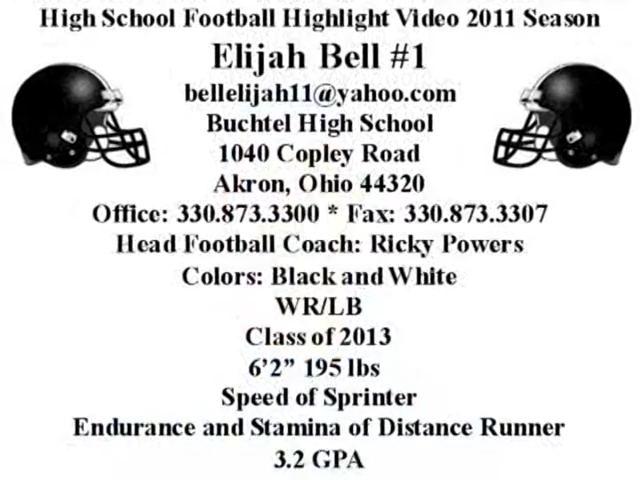 High School Football Highlight Video 2011 Season
Elijah Bell #1
bellelijah11@yahoo.com
Buchtel High School
1040 Copley Road
Akron, Ohio 44320
Office: 330.873.3300 * Fax: 330.873.3307
Head Football Coach: Ricky Powers
Colors: Black and White
WR/LB
Class of 2013
6’2” 195 lbs
Speed of Sprinter
Endurance and Stamina of Distance Runner
3.2 GPA